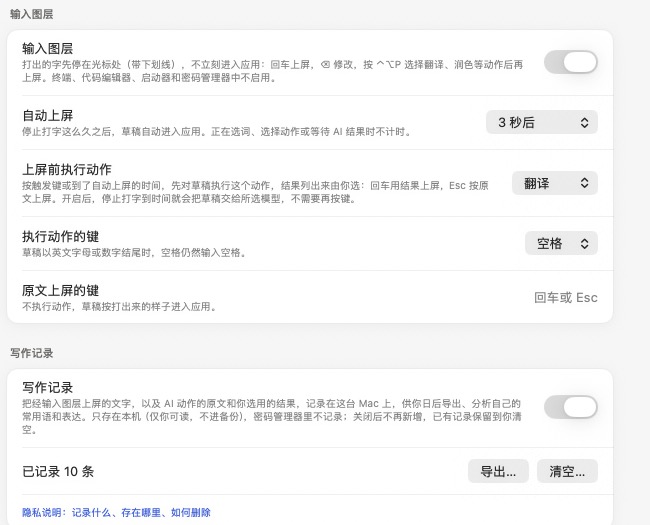 输入图层
输入图层
打出的字先停在光标处（带下划线），不立刻进入应用：回车上屏，⌫ 修改，按 ⌃⌥P 选择翻译、润色等动作后再
上屏。终端、代码编辑器、启动器和密码管理器中不启用。
自动上屏
停止打字这么久之后，草稿自动进入应用。正在选词、选择动作或等待 AI 结果时不计时。
3 秒后
上屏前执行动作
按触发键或到了自动上屏的时间，先对草稿执行这个动作，结果列出来由你选：回车用结果上屏，Esc 按原
文上屏。开启后，停止打字到时间就会把草稿交给所选模型，不需要再按键。
翻译
执行动作的键
草稿以英文字母或数字结尾时，空格仍然输入空格。
空格
原文上屏的键
不执行动作，草稿按打出来的样子进入应用。
回车或 Esc
写作记录
写作记录
把经输入图层上屏的文字，以及 AI 动作的原文和你选用的结果，记录在这台 Mac 上，供你日后导出、分析自己的
常用语和表达。只存在本机（仅你可读，不进备份），密码管理器里不记录；关闭后不再新增，已有记录保留到你清
空。
已记录 10 条
导出...
清空...
隐私说明：记录什么、存在哪里、如何删除